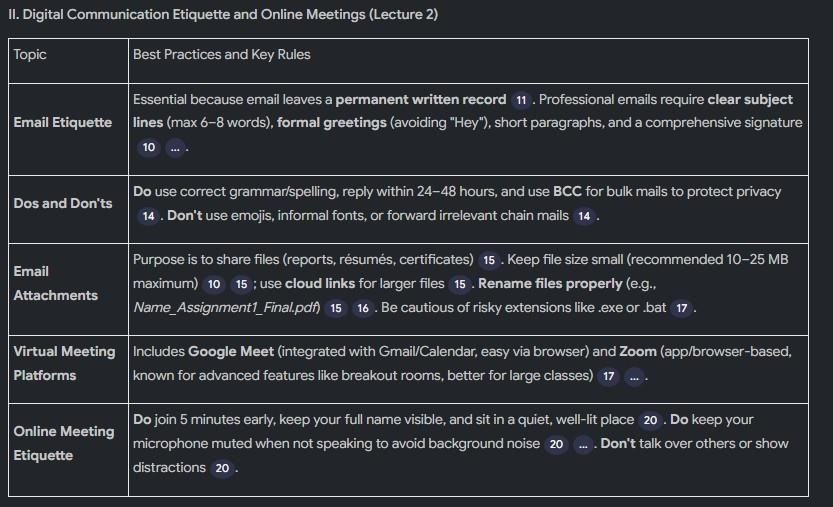 II. Digital Communication Etiquette and Online Meetings (Lecture 2)
Topic
Best Practices and Key Rules
Email Etiquette
Essential because email leaves a permanent written record 11. Professional emails require clear subject
lines (max 6–8 words), formal greetings (avoiding "Hey"), short paragraphs, and a comprehensive signature
10 ... .
Dos and Don'ts
Do use correct grammar/spelling, reply within 24–48 hours, and use BCC for bulk mails to protect privacy
14. Don't use emojis, informal fonts, or forward irrelevant chain mails 14.
Email
Attachments
Purpose is to share files (reports, résumés, certificates) 15. Keep file size small (recommended 10–25 MB
maximum) 10 15; use cloud links for larger files 15. Rename files properly (e.g.,
Name_Assignment1_Final.pdf) 15 16. Be cautious of risky extensions like .exe or .bat 17.
Virtual Meeting
Platforms
Includes Google Meet (integrated with Gmail/Calendar, easy via browser) and Zoom (app/browser-based,
known for advanced features like breakout rooms, better for large classes) 17 ... .
Online Meeting
Etiquette
Do join 5 minutes early, keep your full name visible, and sit in a quiet, well-lit place 20. Do keep your
microphone muted when not speaking to avoid background noise 20 ... . Don't talk over others or show
distractions 20.